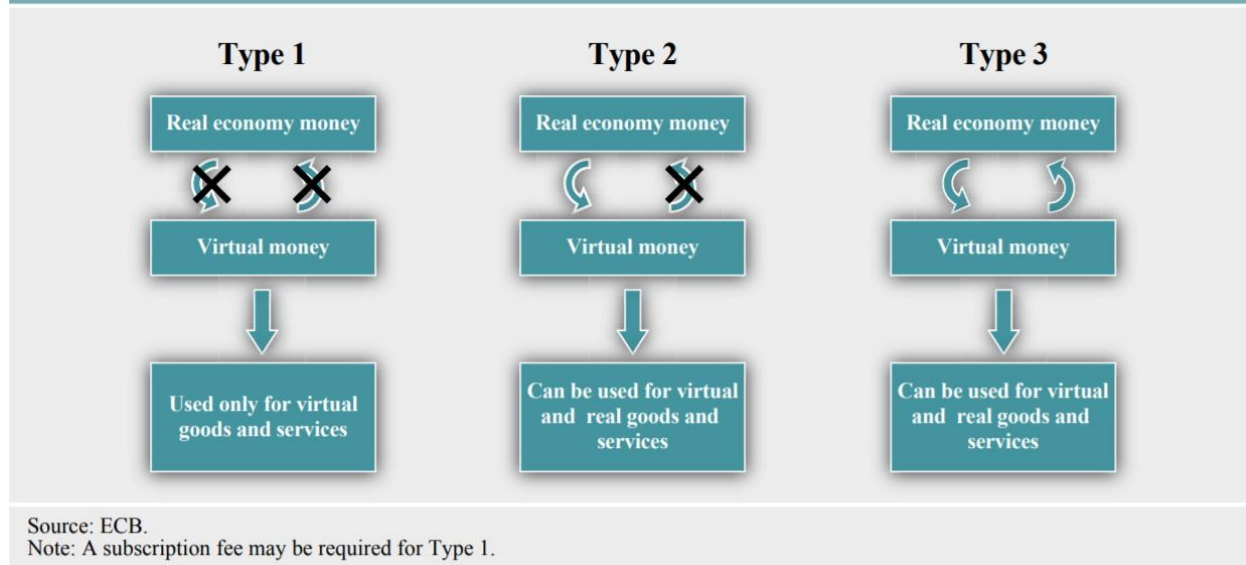 Type 1
Real economy money
Virtual money
Used only for virtual
goods and services
Type 2
Real economy money
Virtual money
Can be used for virtual
and real goods and
services
Type 3
Real economy money
Virtual money
Can be used for virtual
and real goods and
services
Source: ECB.
Note: A subscription fee may be required for Type 1.